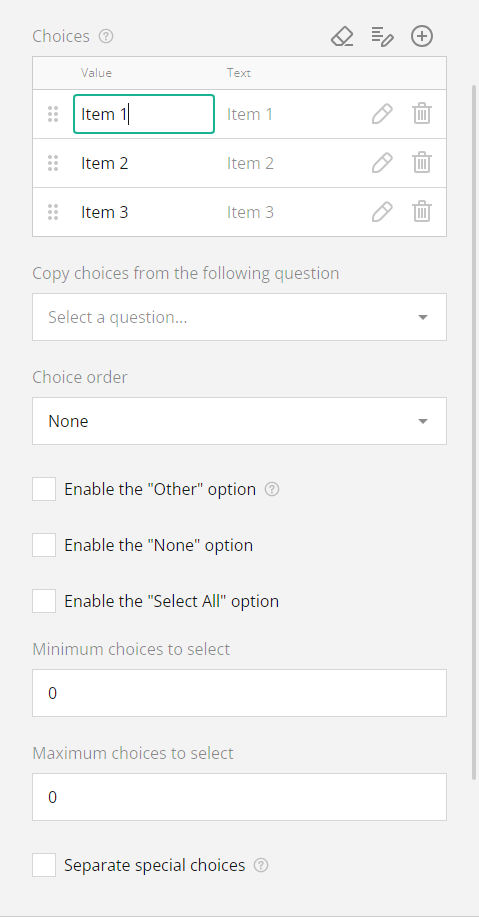 Choices ?
Value Text
Item 1 Item 1
Item 2 Item 2
Item 3 Item 3
Copy choices from the following question
Select a question...
Choice order
None
Enable the "Other" option ?
Enable the "None" option
Enable the "Select All" option
Minimum choices to select
0
Maximum choices to select
0
Separate special choices ?